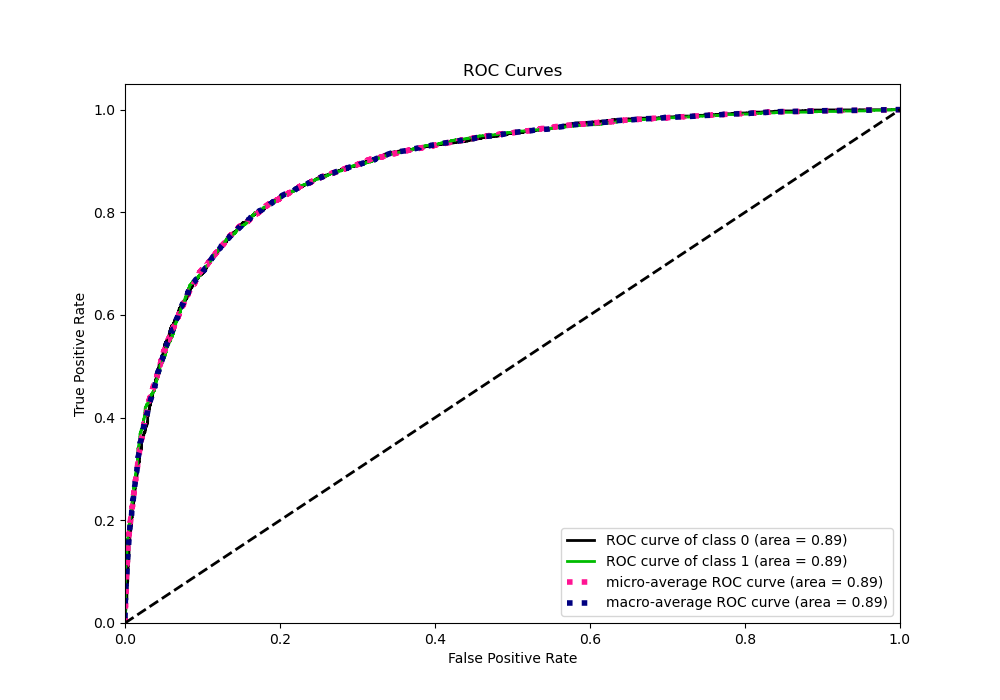 ROC Curves
True Positive Rate
1.0
0.8
0.6
0.4
0.2
0.0
ROC curve of class 0 (area = 0.89)
ROC curve of class 1 (area = 0.89)
micro-average ROC curve (area = 0.89)
macro-average ROC curve (area = 0.89)
0.0 0.2 0.4 0.6 0.8 1.0
False Positive Rate